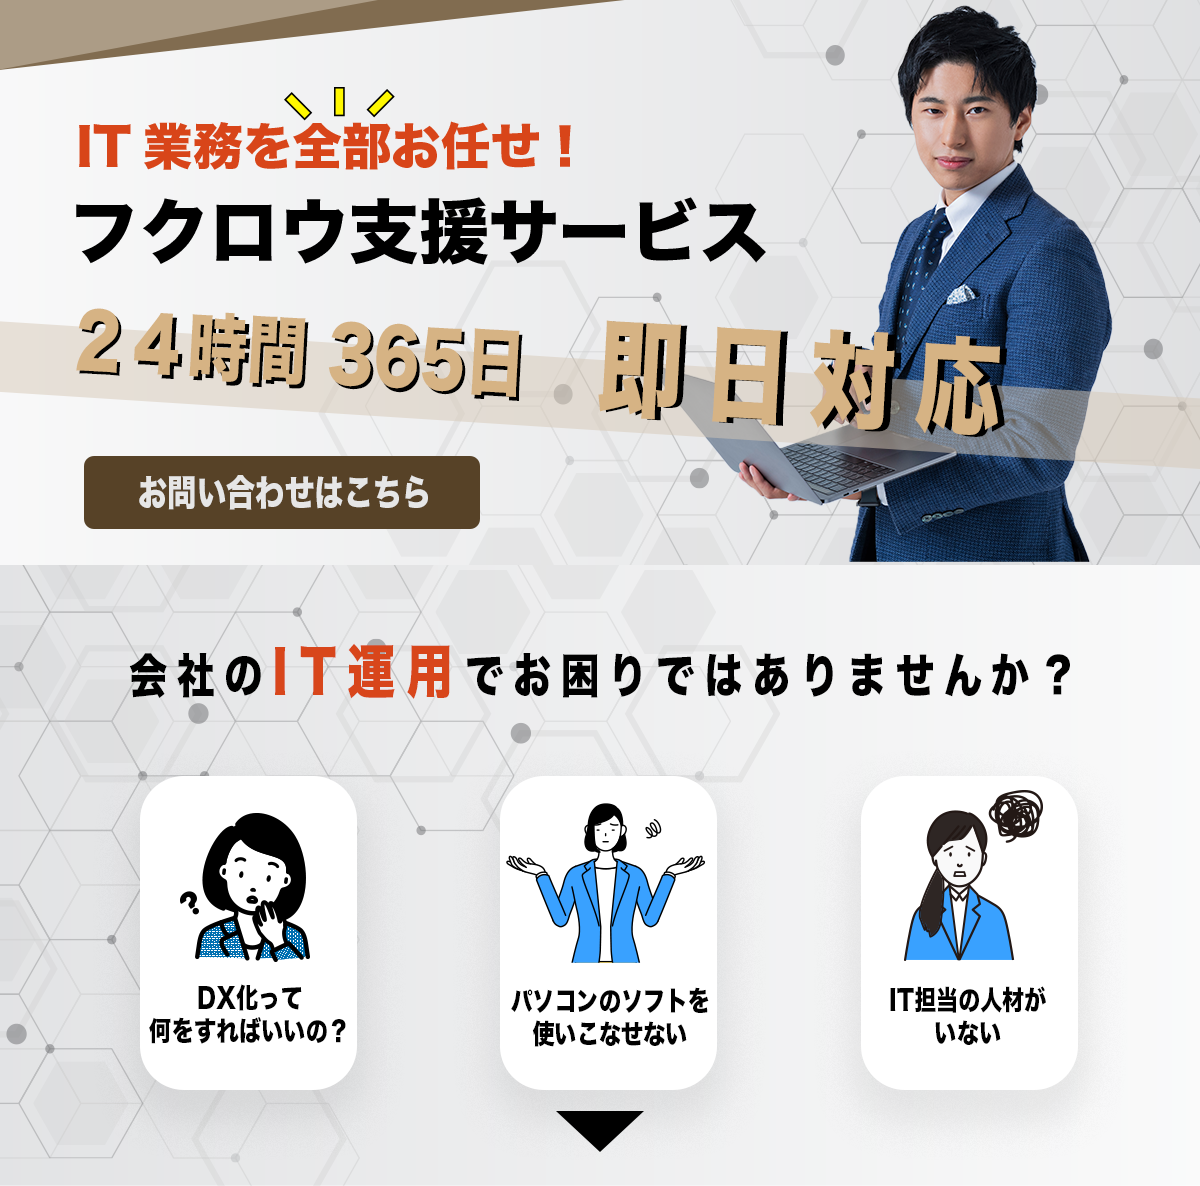 IT 業務を全部お任せ！
フクロウ支援サービス
２４時間 365日　即日対応
お問い合わせはこちら
会社のIT運用でお困りではありませんか？
DX化って
何をすればいいの？
パソコンのソフトを
使いこなせない
IT担当の人材が
いない